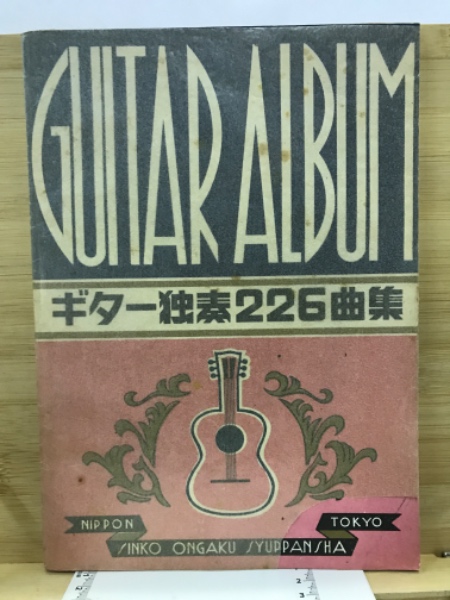 GUITAR ALBUM
ギター独奏226曲集
NIPPON
TOKYO
SINKO ONGAKU SYUPPANSHA